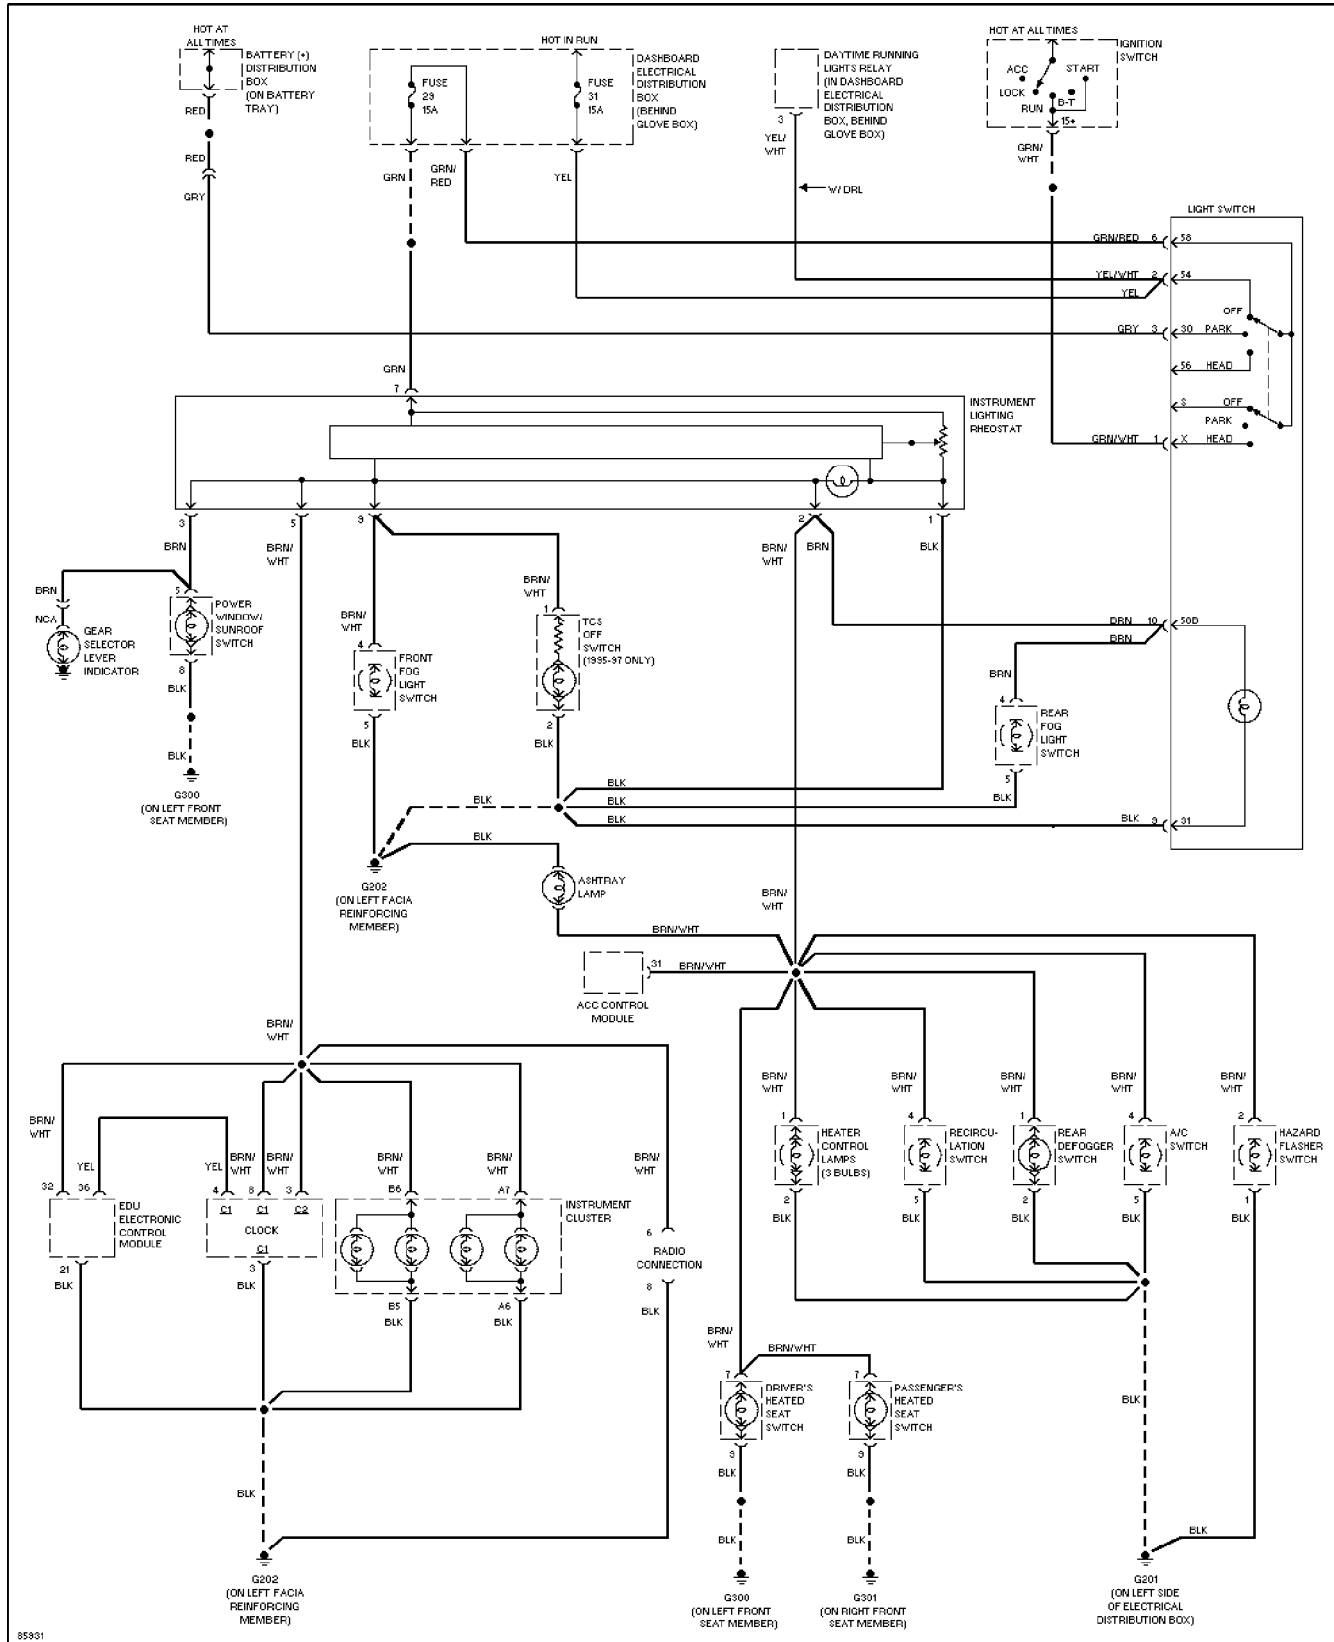 HOT AT
ALL TIMES
BATTERY (+)
DISTRIBUTION
BOX
(ON BATTERY
TRAY)
RED
RED
GRY
HOT IN RUN
FUSE
29
15A
FUSE
31
15A
DASHBOARD
ELECTRICAL
DISTRIBUTION
BOX
(BEHIND
GLOVE BOX)
GRN
GRN/
RED
YEL
DAYTIME RUNNING
LIGHTS RELAY
(IN DASHBOARD
ELECTRICAL
DISTRIBUTION
BOX, BEHIND
GLOVE BOX)
3
YEL/
WHT
W/ DRL
HOT AT ALL TIMES
IGNITION
SWITCH
ACC
START
LOCK
B-T
RUN
15+
GRN/
WHT
LIGHT SWITCH
GRN/RED 6 58
YEL/WHT 2 54
YEL
OFF
GRY 3 30 PARK
56 HEAD
S OFF
PARK
GRN/WHT 1 X HEAD
GRN
7
INSTRUMENT
LIGHTING
RHEOSTAT
3 5 9 2 1
BRN
BRN/
WHT
BRN/
WHT
BRN
BLK
BRN
NCA
GEAR
SELECTOR
LEVER
INDICATOR
5
POWER
WINDOW/
SUNROOF
SWITCH
8
BLK
BLK
G300
(ON LEFT FRONT
SEAT MEMBER)
BRN/
WHT
4
FRONT
FOG
LIGHT
SWITCH
5
BLK
BRN/
WHT
1
TCS
OFF
SWITCH
(1995-97 ONLY)
2
BLK
BRN 10 50D
BRN
BRN
4
REAR
FOG
LIGHT
SWITCH
5
BLK
BLK
BLK
BLK
BLK
BLK
BLK 9 31
G202
(ON LEFT FACIA
REINFORCING
MEMBER)
ASHTRAY
LAMP
BRN/
WHT
BRN/WHT
31 BRN/WHT
ACC CONTROL
MODULE
BRN/
WHT
BRN/
WHT
YEL
YEL
BRN/
WHT
BRN/
WHT
BRN/
WHT
BRN/
WHT
BRN/
WHT
32 36 4 8 3 B6 A7
EDU
ELECTRONIC
CONTROL
MODULE
C1 C1 C2
CLOCK
C1
INSTRUMENT
CLUSTER
6
RADIO
CONNECTION
8
BLK
21
BLK
3
BLK
B5
BLK
A6
BLK
BLK
G202
(ON LEFT FACIA
REINFORCING
MEMBER)
BRN/
WHT
BRN/
WHT
BRN/
WHT
BRN/
WHT
BRN/
WHT
1
HEATER
CONTROL
LAMPS
(3 BULBS)
2
BLK
4
RECIRCU-
LATION
SWITCH
5
BLK
1
REAR
DEFOGGER
SWITCH
2
BLK
4
A/C
SWITCH
5
BLK
2
HAZARD
FLASHER
SWITCH
1
BLK
BRN/
WHT
BRN/WHT
7
DRIVER'S
HEATED
SEAT
SWITCH
9
BLK
BLK
G300
(ON LEFT FRONT
SEAT MEMBER)
7
PASSENGER'S
HEATED
SEAT
SWITCH
9
BLK
BLK
G301
(ON RIGHT FRONT
SEAT MEMBER)
BLK
BLK
G201
(ON LEFT SIDE
OF ELECTRICAL
DISTRIBUTION BOX)
85931